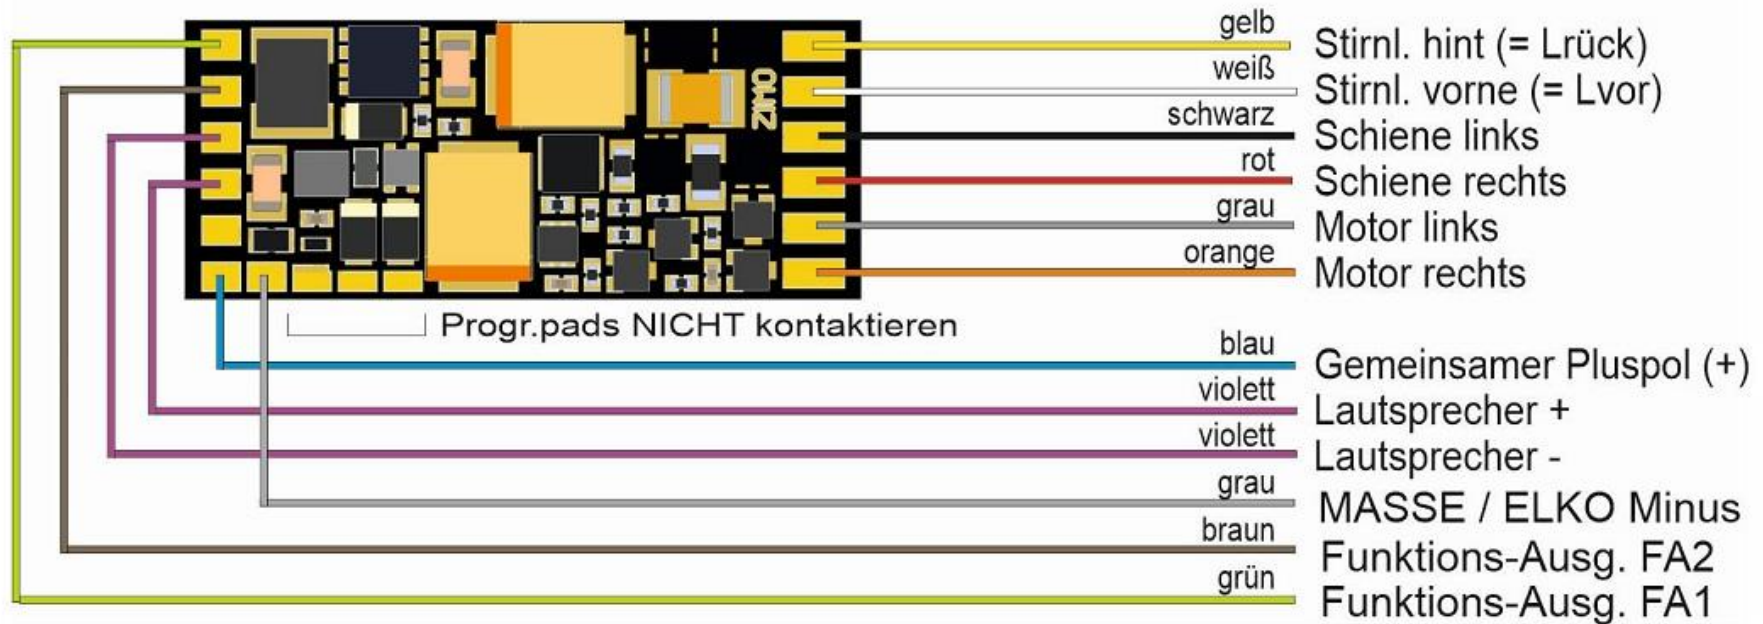 gelb
Stirnl. hint (= Lrück)
weiß
Stirnl. vorne (= Lvor)
schwarz
Schiene links
rot
Schiene rechts
grau
Motor links
orange
Motor rechts
ZIMO
Progr.pads NICHT kontaktieren
blau
Gemeinsamer Pluspol (+)
violett
Lautsprecher +
violett
Lautsprecher -
grau
MASSE / ELKO Minus
braun
Funktions-Ausg. FA2
grün
Funktions-Ausg. FA1